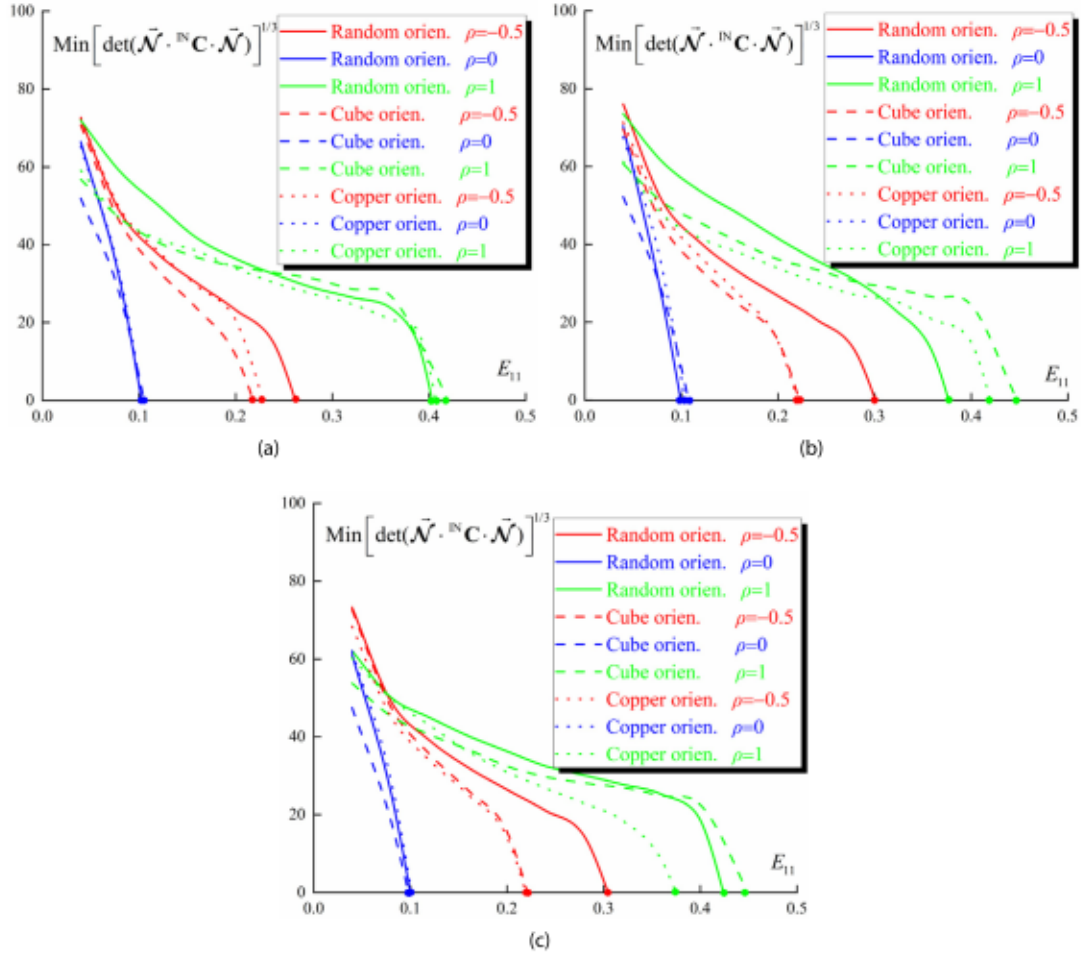 100
80
60
40
20
0
Min[det(𝓝⃗ · ᴵᴺC · 𝓝⃗)]^1/3
Random orien. ρ=−0.5
Random orien. ρ=0
Random orien. ρ=1
Cube orien. ρ=−0.5
Cube orien. ρ=0
Cube orien. ρ=1
Copper orien. ρ=−0.5
Copper orien. ρ=0
Copper orien. ρ=1
E₁₁
0.0 0.1 0.2 0.3 0.4 0.5
(a)
100
80
60
40
20
0
Min[det(𝓝⃗ · ᴵᴺC · 𝓝⃗)]^1/3
Random orien. ρ=−0.5
Random orien. ρ=0
Random orien. ρ=1
Cube orien. ρ=−0.5
Cube orien. ρ=0
Cube orien. ρ=1
Copper orien. ρ=−0.5
Copper orien. ρ=0
Copper orien. ρ=1
E₁₁
0.0 0.1 0.2 0.3 0.4 0.5
(b)
100
80
60
40
20
0
Min[det(𝓝⃗ · ᴵᴺC · 𝓝⃗)]^1/3
Random orien. ρ=−0.5
Random orien. ρ=0
Random orien. ρ=1
Cube orien. ρ=−0.5
Cube orien. ρ=0
Cube orien. ρ=1
Copper orien. ρ=−0.5
Copper orien. ρ=0
Copper orien. ρ=1
E₁₁
0.0 0.1 0.2 0.3 0.4 0.5
(c)